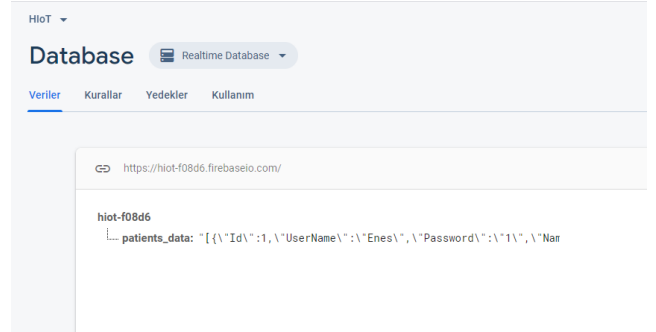 HIoT
Database Realtime Database
Veriler Kurallar Yedekler Kullanım
https://hiot-f08d6.firebaseio.com/
hiot-f08d6
patients_data: "[{\"Id\":1,\"UserName\":\"Enes\",\"Password\":\"1\",\"Nam